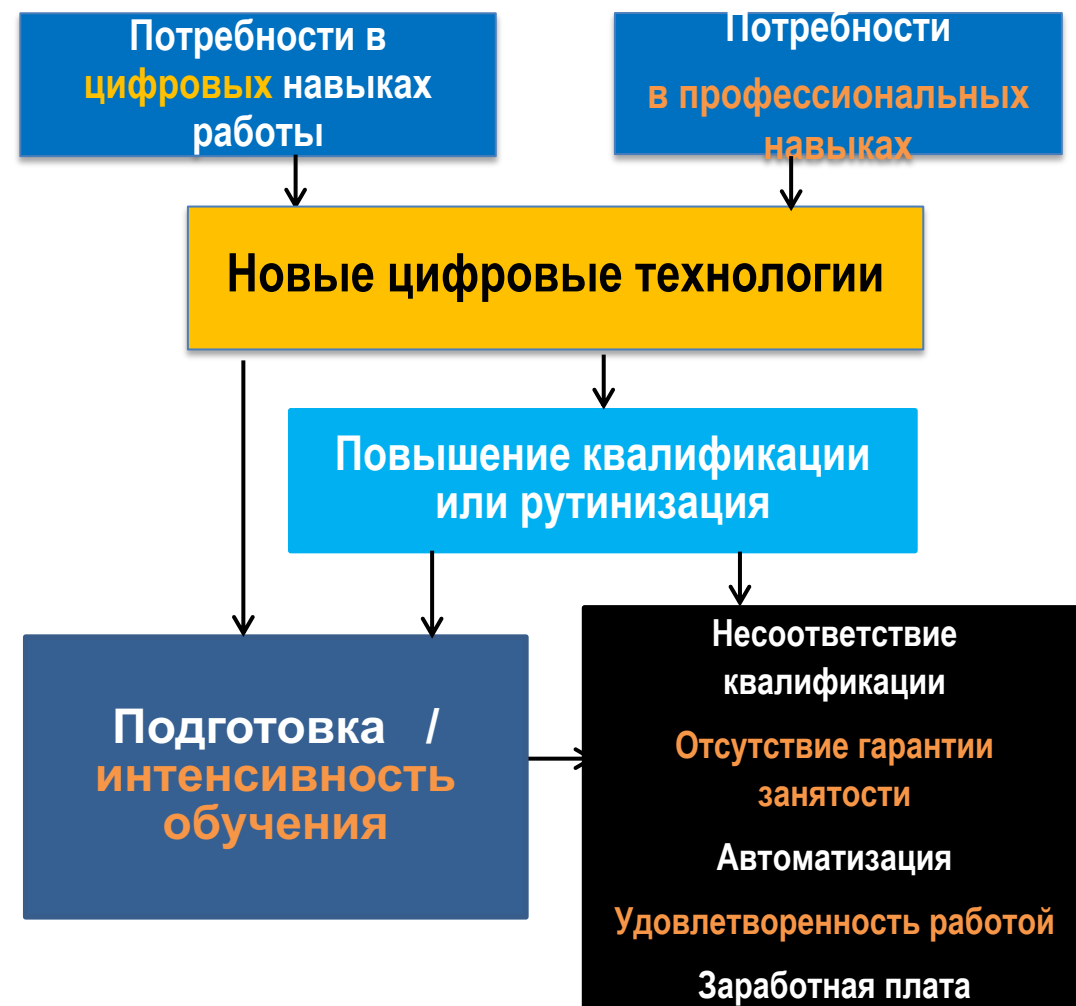 Потребности в
цифровых навыках
работы
Потребности
в профессиональных
навыках
Новые цифровые технологии
Повышение квалификации
или рутинизация
Подготовка /
интенсивность
обучения
Несоответствие
квалификации
Отсутствие гарантии
занятости
Автоматизация
Удовлетворенность работой
Заработная плата